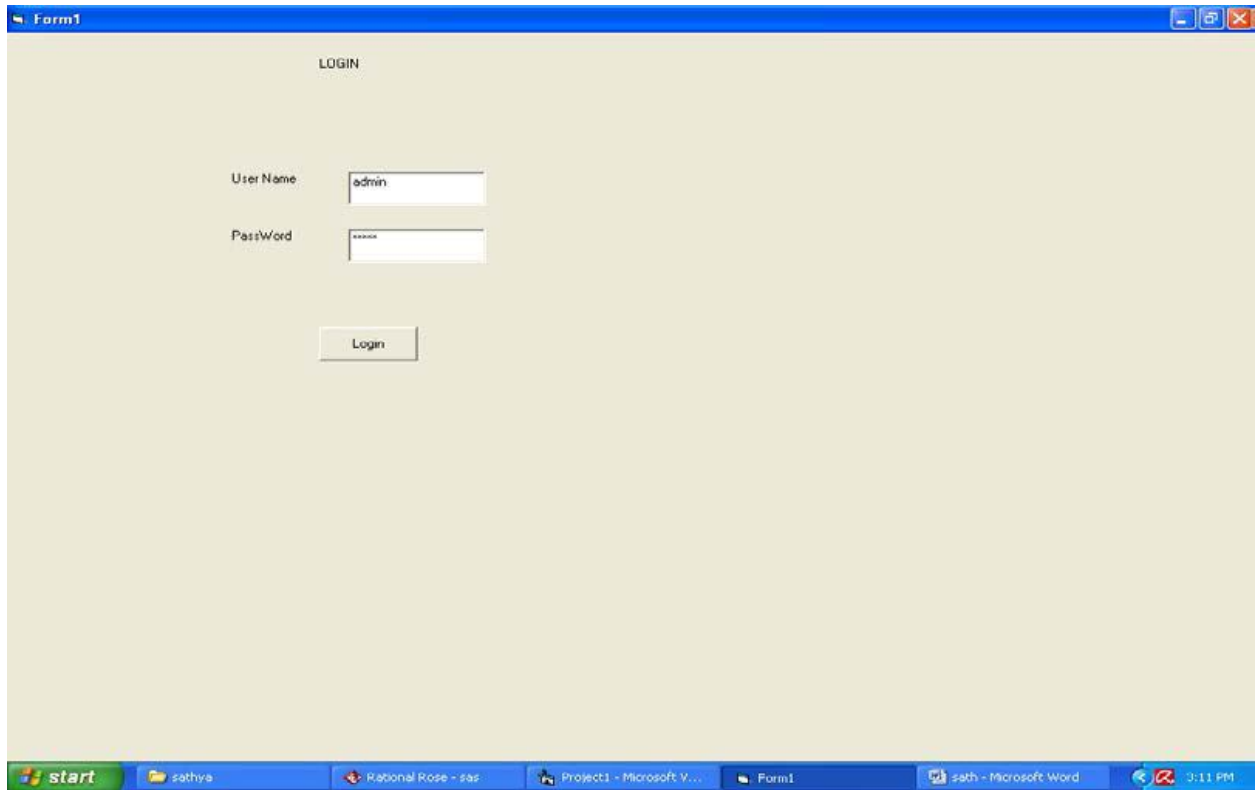 Form1
LOGIN
User Name
admin
PassWord
*****
Login
start
sathya
Rational Rose - sas
Project1 - Microsoft V...
Form1
sath - Microsoft Word
3:11 PM